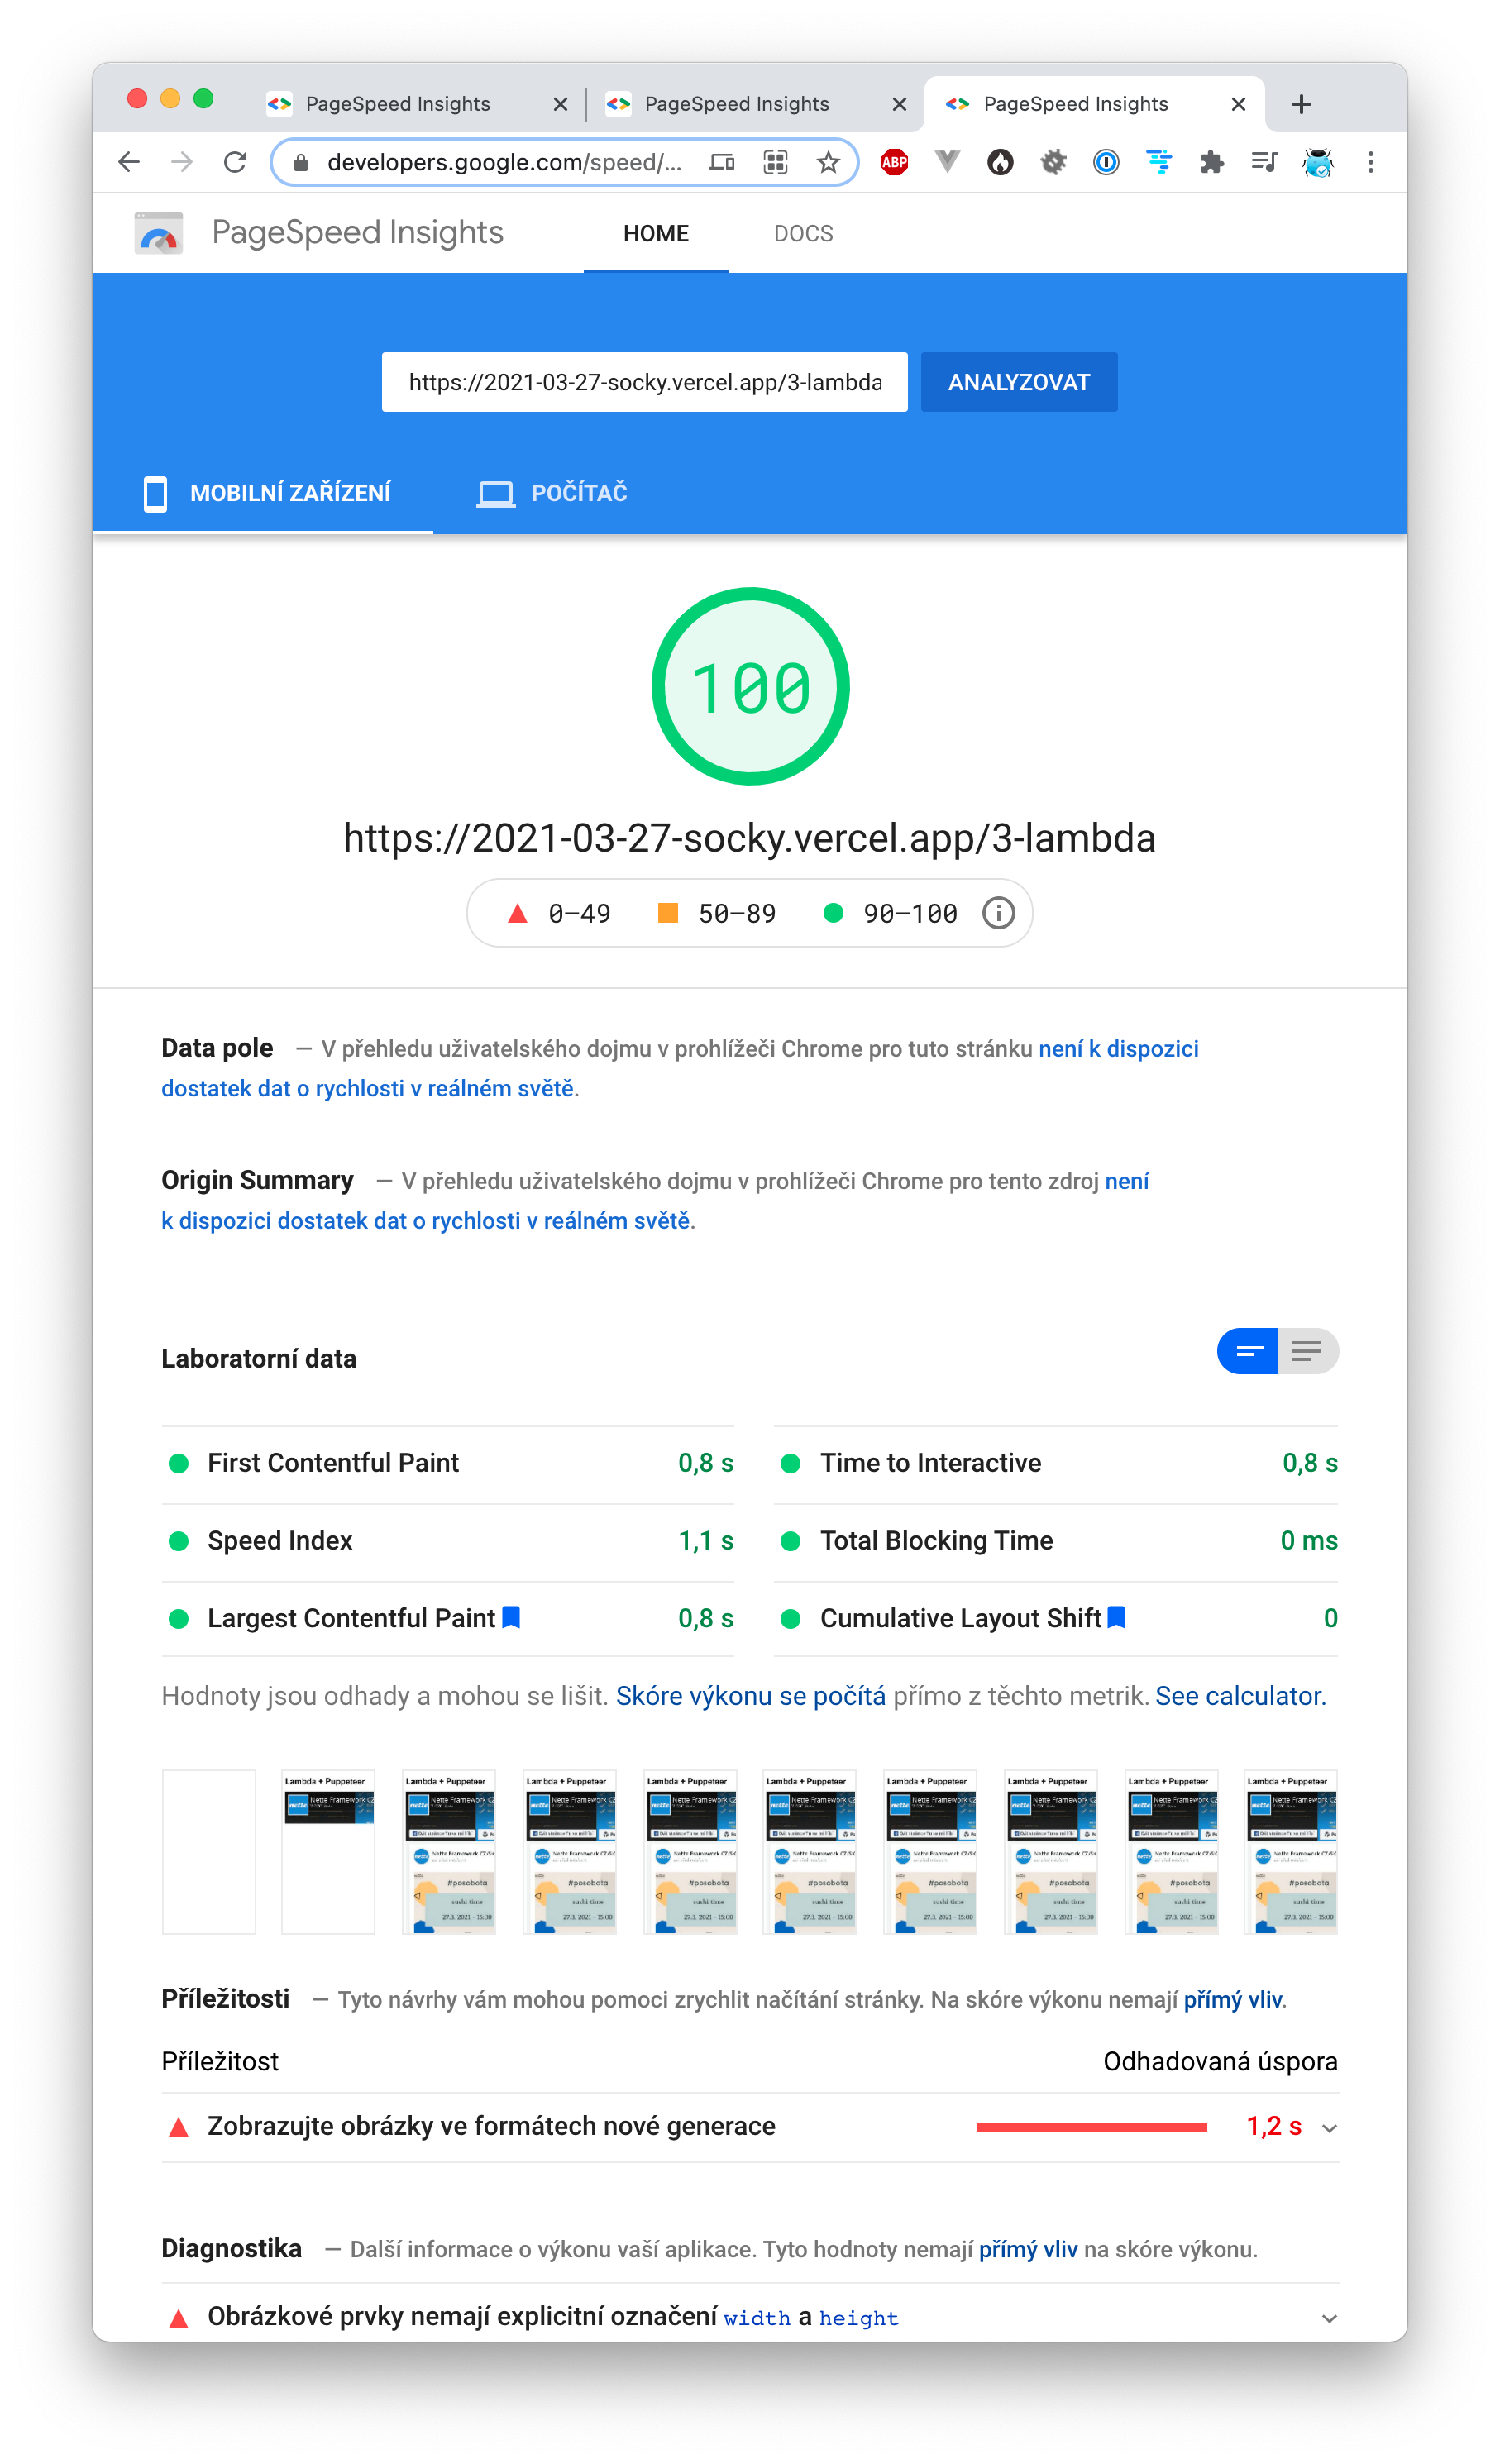 PageSpeed Insights
PageSpeed Insights
PageSpeed Insights
developers.google.com/speed/...
ABP
PageSpeed Insights
HOME
DOCS
https://2021-03-27-socky.vercel.app/3-lambda
ANALYZOVAT
MOBILNÍ ZAŘÍZENÍ
POČÍTAČ
100
https://2021-03-27-socky.vercel.app/3-lambda
0–49
50–89
90–100
Data pole — V přehledu uživatelského dojmu v prohlížeči Chrome pro tuto stránku není k dispozici
dostatek dat o rychlosti v reálném světě.
Origin Summary — V přehledu uživatelského dojmu v prohlížeči Chrome pro tento zdroj není
k dispozici dostatek dat o rychlosti v reálném světě.
Laboratorní data
First Contentful Paint 0,8 s
Time to Interactive 0,8 s
Speed Index 1,1 s
Total Blocking Time 0 ms
Largest Contentful Paint 0,8 s
Cumulative Layout Shift 0
Hodnoty jsou odhady a mohou se lišit. Skóre výkonu se počítá přímo z těchto metrik. See calculator.
Lambda + Puppeteer
Lambda + Puppeteer
Lambda + Puppeteer
Lambda + Puppeteer
Lambda + Puppeteer
Lambda + Puppeteer
Lambda + Puppeteer
Lambda + Puppeteer
Lambda + Puppeteer
Příležitosti — Tyto návrhy vám mohou pomoci zrychlit načítání stránky. Na skóre výkonu nemají přímý vliv.
Příležitost
Odhadovaná úspora
Zobrazujte obrázky ve formátech nové generace 1,2 s
Diagnostika — Další informace o výkonu vaší aplikace. Tyto hodnoty nemají přímý vliv na skóre výkonu.
Obrázkové prvky nemají explicitní označení width a height